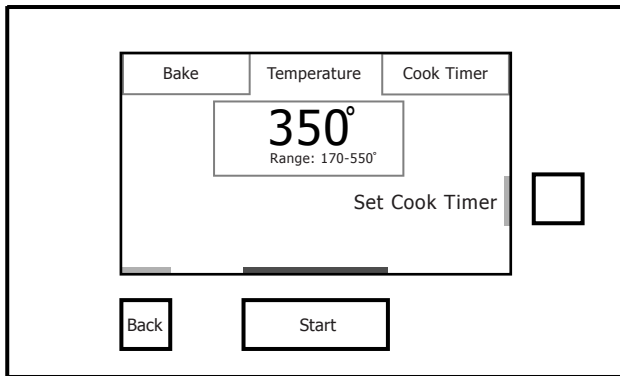 Bake Temperature Cook Timer
350°
Range: 170-550°
Set Cook Timer
Back Start